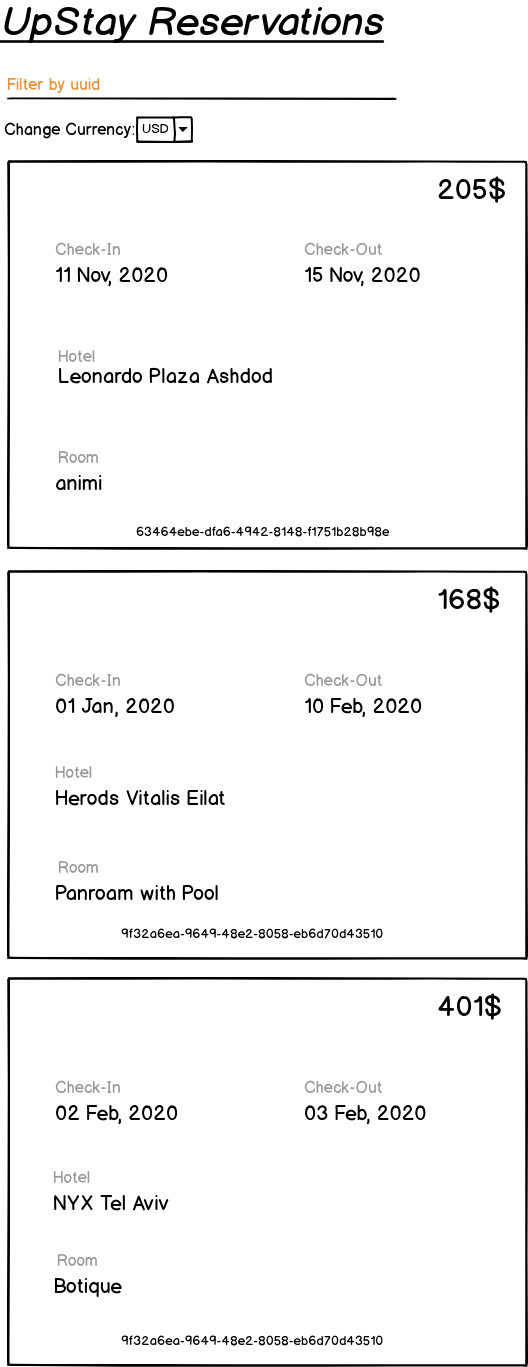 UpStay Reservations
Filter by uuid
Change Currency: USD
205$
Check-In Check-Out
11 Nov, 2020 15 Nov, 2020
Hotel
Leonardo Plaza Ashdod
Room
animi
63464ebe-dfa6-4942-8148-f1751b28b98e
168$
Check-In Check-Out
01 Jan, 2020 10 Feb, 2020
Hotel
Herods Vitalis Eilat
Room
Panroam with Pool
9f32a6ea-9649-48e2-8058-eb6d70d43510
401$
Check-In Check-Out
02 Feb, 2020 03 Feb, 2020
Hotel
NYX Tel Aviv
Room
Botique
9f32a6ea-9649-48e2-8058-eb6d70d43510